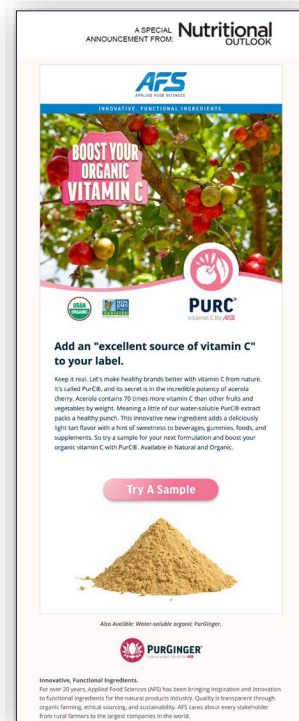 A SPECIAL
ANNOUNCEMENT FROM:
Nutritional
OUTLOOK
AFS
APPLIED FOOD SCIENCES
INNOVATIVE, FUNCTIONAL INGREDIENTS.
BOOST YOUR
ORGANIC
VITAMIN C
USDA
ORGANIC
NON
GMO
PURC®
vitamin C by AFS
Add an "excellent source of vitamin C"
to your label.
Keep it real. Let's make healthy brands better with vitamin C from nature.
It's called PurC®, and its secret is in the incredible potency of acerola
cherry. Acerola contains 70 times more vitamin C than other fruits and
vegetables by weight. Meaning a little of our water-soluble PurC® extract
packs a healthy punch. This innovative new ingredient adds a deliciously
light tart flavor with a hint of sweetness to beverages, gummies, foods, and
supplements. So try a sample for your next formulation and boost your
organic vitamin C with PurC®. Available in Natural and Organic.
Try A Sample
Also Avalible: Water-soluble organic PurGinger.
PURGINGER
Innovative, Functional Ingredients.
For over 20 years, Applied Food Sciences (AFS) has been bringing inspiration and innovation
to functional ingredients for the natural products industry. Quality is transparent through
organic farming, ethical sourcing, and sustainability. AFS cares about every stakeholder
from rural farmers to the largest companies in the world.